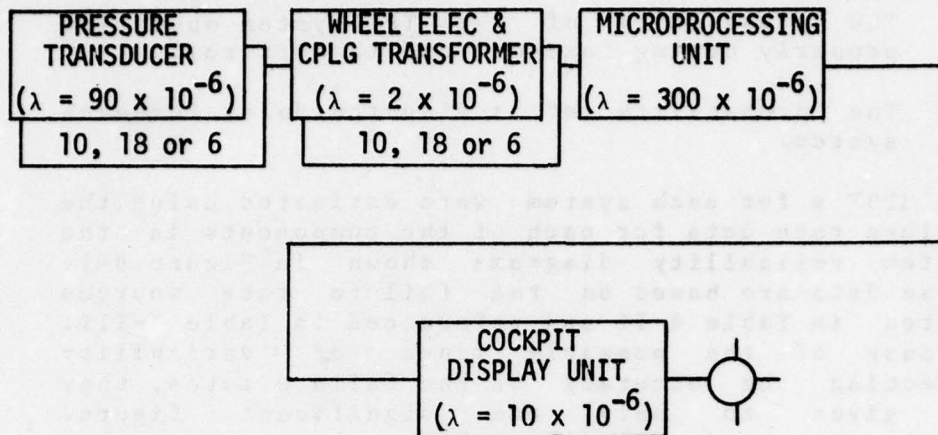 PRESSURE
TRANSDUCER
(λ = 90 x 10⁻⁶)
10, 18 or 6
WHEEL ELEC &
CPLG TRANSFORMER
(λ = 2 x 10⁻⁶)
10, 18 or 6
MICROPROCESSING
UNIT
(λ = 300 x 10⁻⁶)
COCKPIT
DISPLAY UNIT
(λ = 10 x 10⁻⁶)